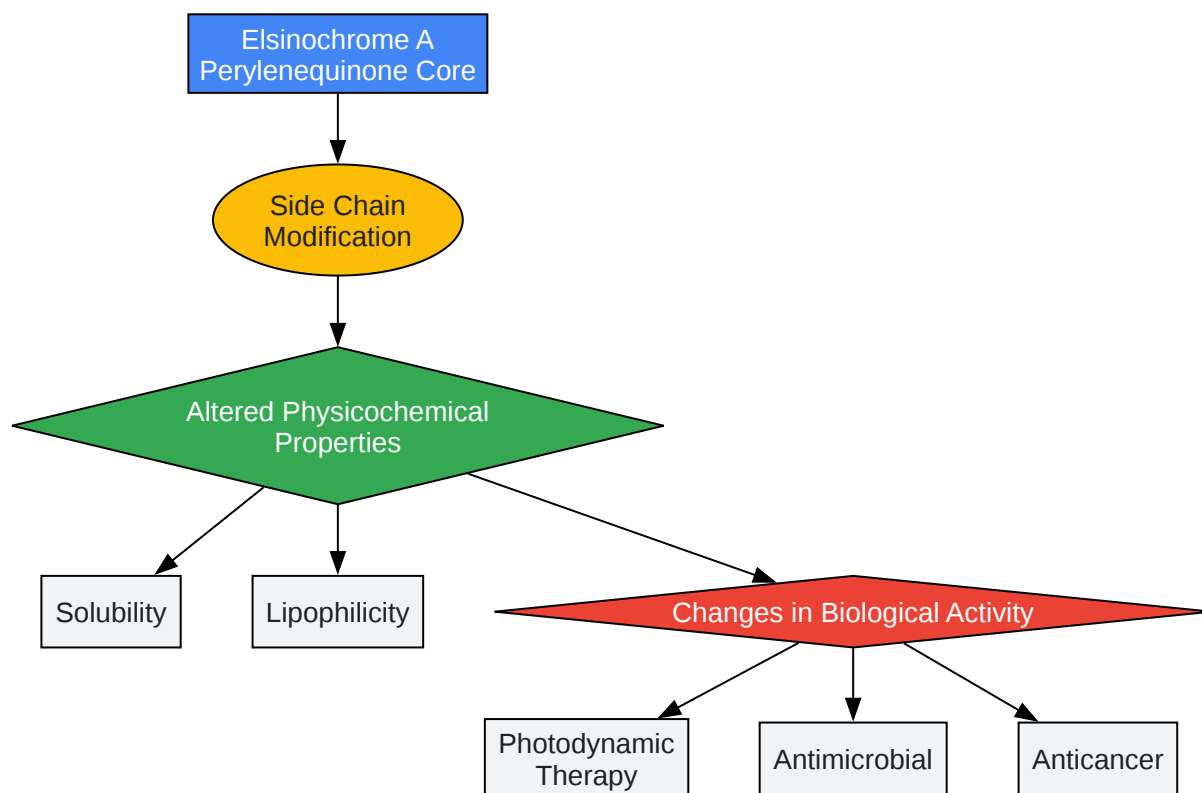 Elsinochrome A
Perylenequinone Core
Side Chain
Modification
Altered Physicochemical
Properties
Solubility
Lipophilicity
Changes in Biological Activity
Photodynamic
Therapy
Antimicrobial
Anticancer